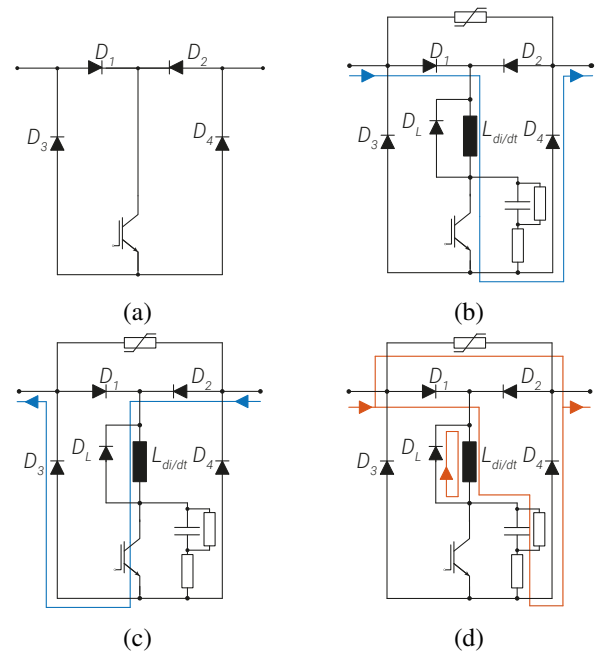 D1 D2
D3 D4
(a)
D1 D2
DL Ldi/dt
D3 D4
(b)
D1 D2
DL Ldi/dt
D3 D4
(c)
D1 D2
DL Ldi/dt
D3 D4
(d)